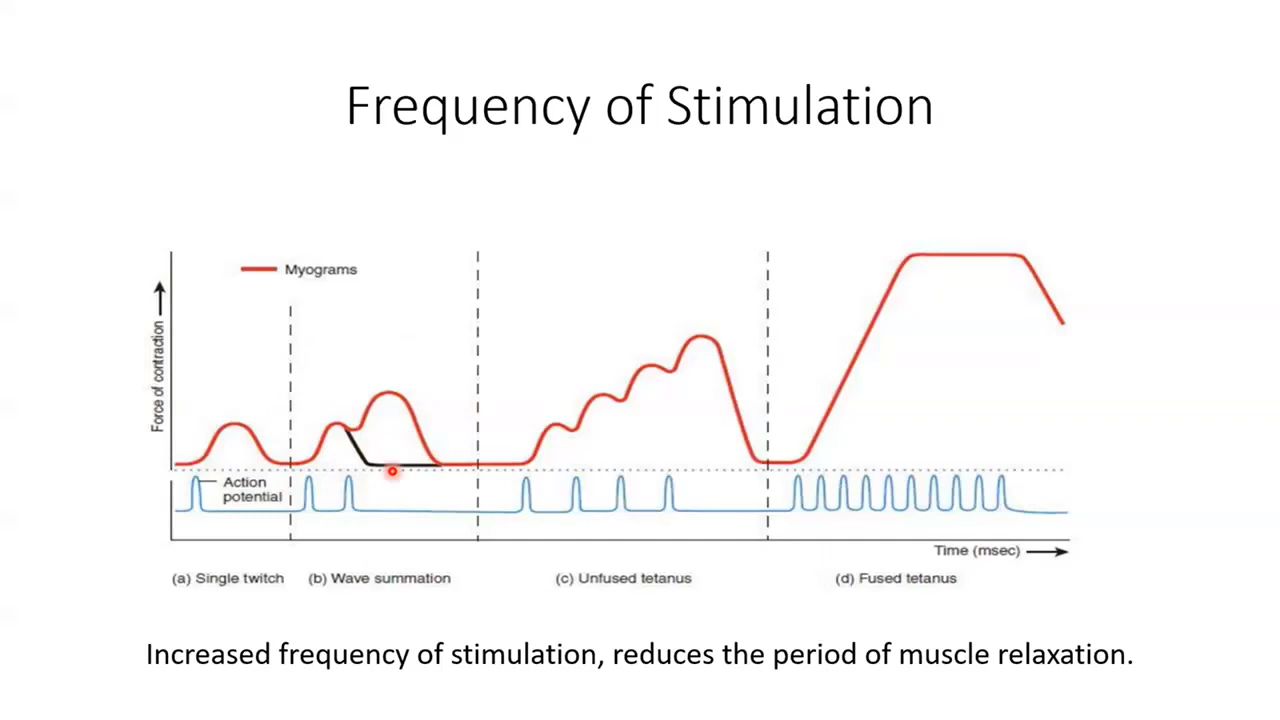 Frequency of Stimulation
Myograms
Force of contraction
Action
potential
Time (msec)
(a) Single twitch
(b) Wave summation
(c) Unfused tetanus
(d) Fused tetanus
Increased frequency of stimulation, reduces the period of muscle relaxation.